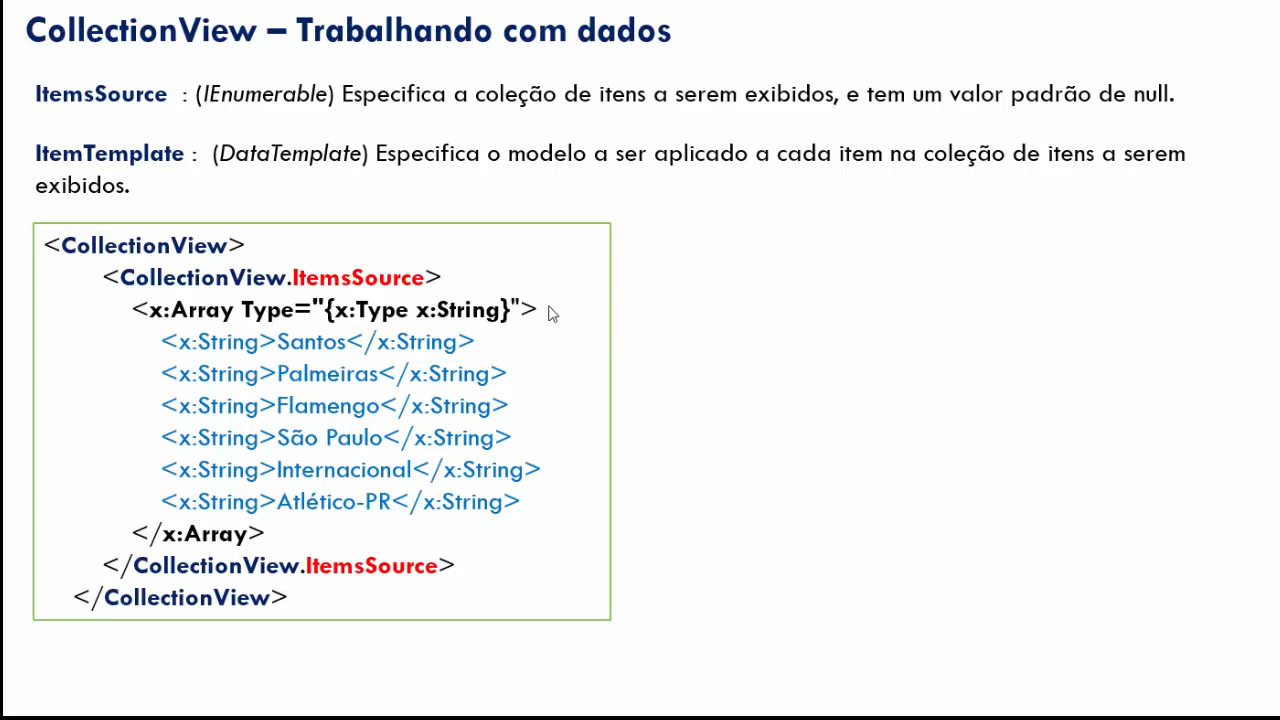 CollectionView – Trabalhando com dados
ItemsSource : (IEnumerable) Especifica a coleção de itens a serem exibidos, e tem um valor padrão de null.
ItemTemplate : (DataTemplate) Especifica o modelo a ser aplicado a cada item na coleção de itens a serem
exibidos.
<CollectionView>
<CollectionView.ItemsSource>
<x:Array Type="{x:Type x:String}">
<x:String>Santos</x:String>
<x:String>Palmeiras</x:String>
<x:String>Flamengo</x:String>
<x:String>São Paulo</x:String>
<x:String>Internacional</x:String>
<x:String>Atlético-PR</x:String>
</x:Array>
</CollectionView.ItemsSource>
</CollectionView>